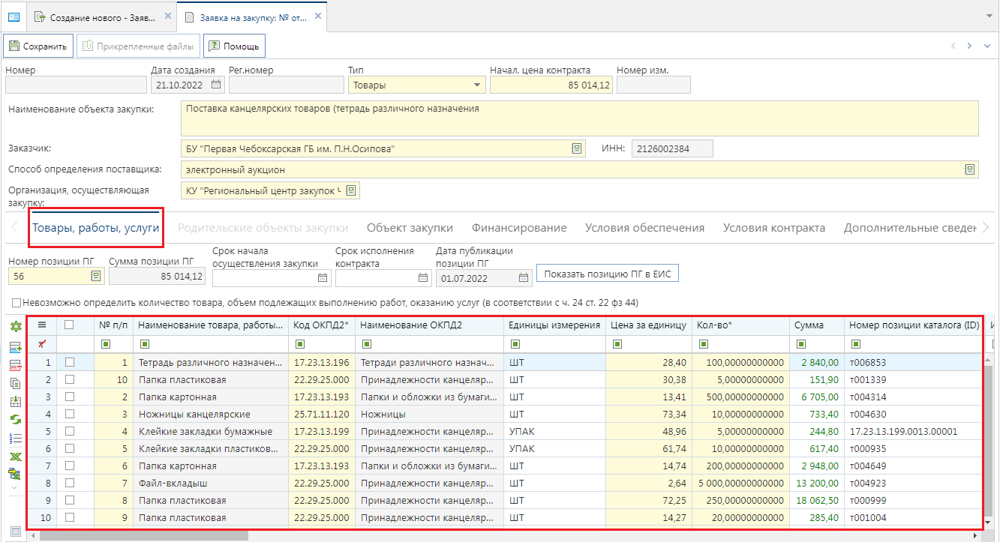 Создание нового - Заяв...
Заявка на закупку: № от...
Сохранить
Прикрепленные файлы
Помощь
Номер Дата создания Рег.номер Тип Начал. цена контракта Номер изм.
21.10.2022 Товары 85 014,12
Наименование объекта закупки: Поставка канцелярских товаров (тетрадь различного назначения
Заказчик: БУ "Первая Чебоксарская ГБ им. П.Н.Осипова" ИНН: 2126002384
Способ определения поставщика: электронный аукцион
Организация, осуществляющая
закупку: КУ "Региональный центр закупок
Товары, работы, услуги Родительские объекты закупки Объект закупки Финансирование Условия обеспечения Условия контракта Дополнительные сведен
Номер позиции ПГ Сумма позиции ПГ Срок начала осуществления закупки Срок исполнения контракта Дата публикации позиции ПГ
56 85 014,12 01.07.2022 Показать позицию ПГ в ЕИС
Невозможно определить количество товара, объем подлежащих выполнению работ, оказанию услуг (в соответствии с ч. 24 ст. 22 фз 44)
№ п/п Наименование товара, работы... Код ОКПД2* Наименование ОКПД2 Единицы измерения Цена за единицу Кол-во* Сумма Номер позиции каталога (ID)
1 1 Тетрадь различного назначен... 17.23.13.196 Тетради различного назнач... ШТ 28,40 100,00000000000 2 840,00 т006853
2 10 Папка пластиковая 22.29.25.000 Принадлежности канцеляр... ШТ 30,38 5,00000000000 151,90 т001339
3 2 Папка картонная 17.23.13.193 Папки и обложки из бумаги... ШТ 13,41 500,00000000000 6 705,00 т004314
4 3 Ножницы канцелярские 25.71.11.120 Ножницы ШТ 73,34 10,00000000000 733,40 т004630
5 4 Клейкие закладки бумажные 17.23.13.199 Принадлежности канцеляр... УПАК 48,96 5,00000000000 244,80 17.23.13.199.0013.00001
6 5 Клейкие закладки пластиков... 22.29.25.000 Принадлежности канцеляр... УПАК 61,74 10,00000000000 617,40 т000935
7 6 Папка картонная 17.23.13.193 Папки и обложки из бумаги... ШТ 14,74 200,00000000000 2 948,00 т004649
8 7 Файл-вкладыш 22.29.25.000 Принадлежности канцеляр... ШТ 2,64 5 000,00000000000 13 200,00 т004923
9 8 Папка пластиковая 22.29.25.000 Принадлежности канцеляр... ШТ 72,25 250,00000000000 18 062,50 т000999
10 9 Папка пластиковая 22.29.25.000 Принадлежности канцеляр... ШТ 14,27 20,00000000000 285,40 т001004